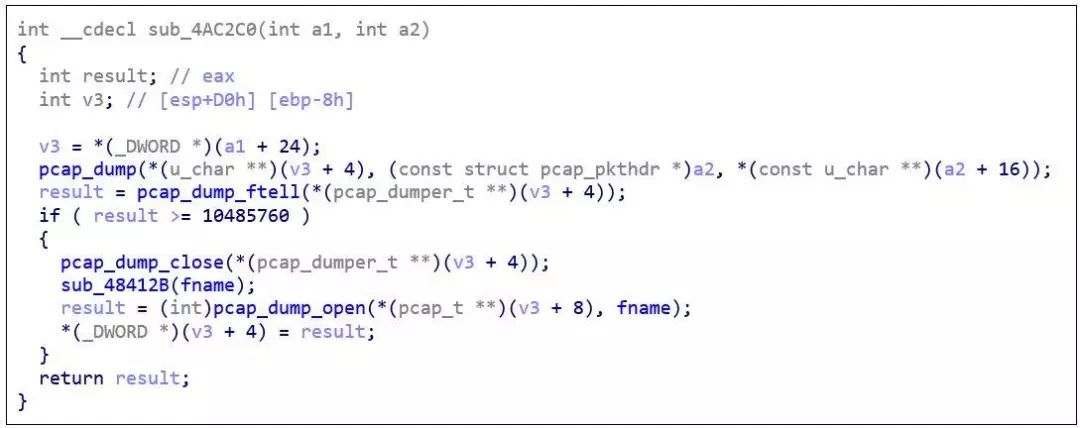 int __cdecl sub_4AC2C0(int a1, int a2)
{
  int result; // eax
  int v3; // [esp+D0h] [ebp-8h]

  v3 = *(_DWORD *)(a1 + 24);
  pcap_dump(*(u_char **)(v3 + 4), (const struct pcap_pkthdr *)a2, *(const u_char **)(a2 + 16));
  result = pcap_dump_ftell(*(pcap_dumper_t **)(v3 + 4));
  if ( result >= 10485760 )
  {
    pcap_dump_close(*(pcap_dumper_t **)(v3 + 4));
    sub_48412B(fname);
    result = (int)pcap_dump_open(*(pcap_t **)(v3 + 8), fname);
    *(_DWORD *)(v3 + 4) = result;
  }
  return result;
}